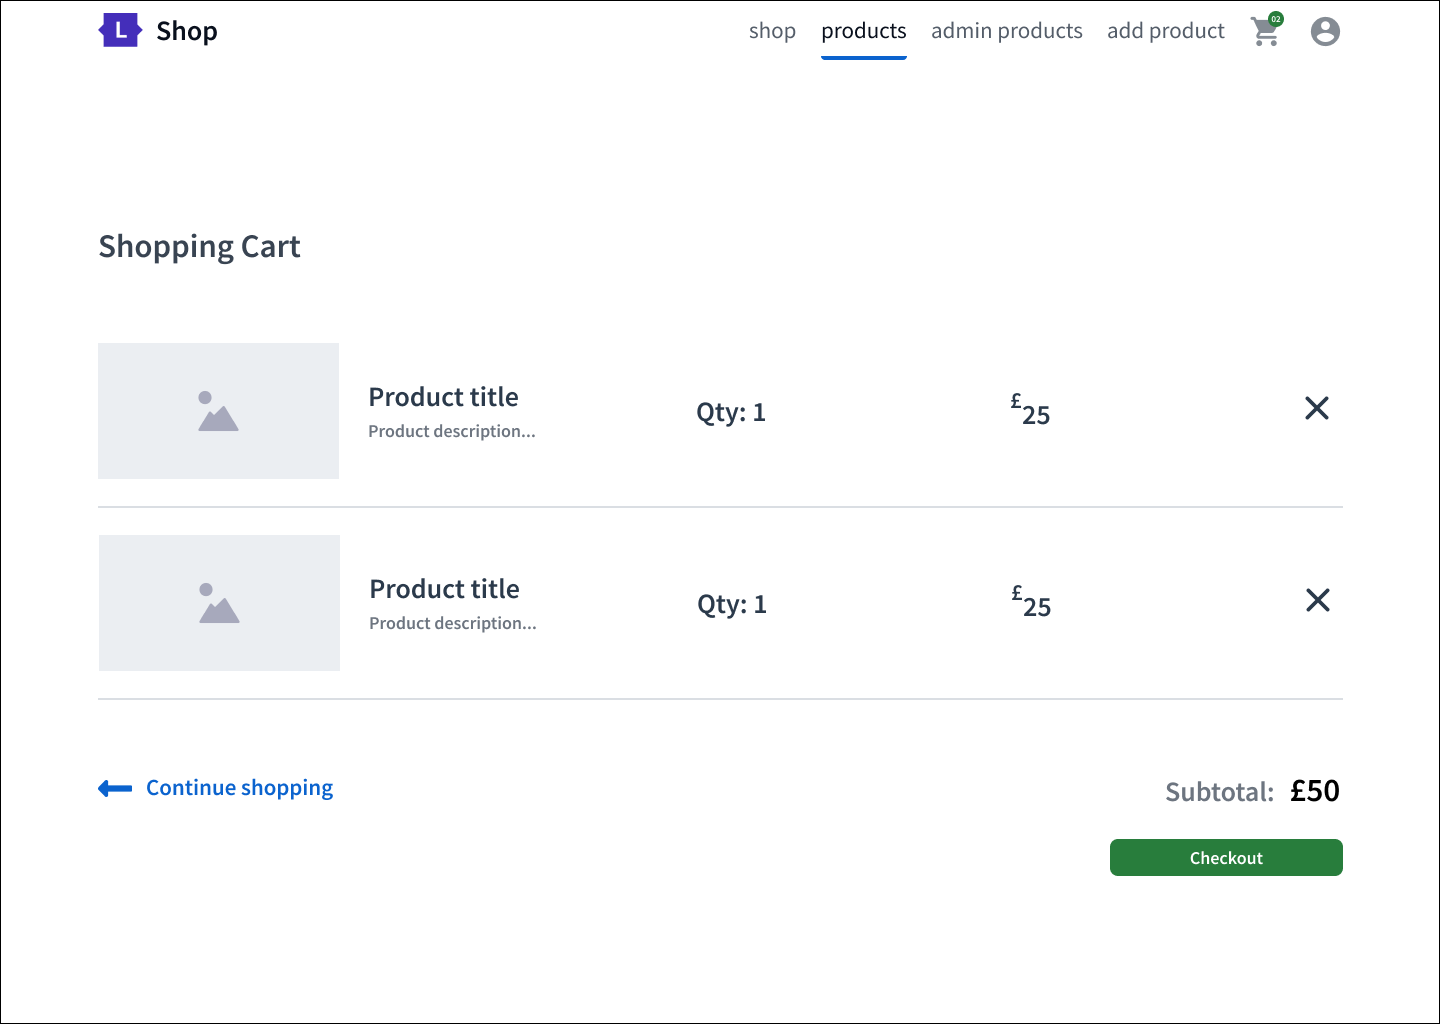 L Shop shop products admin products add product 02
Shopping Cart
Product title
Product description...
Qty: 1
£25
Product title
Product description...
Qty: 1
£25
Continue shopping
Subtotal: £50
Checkout